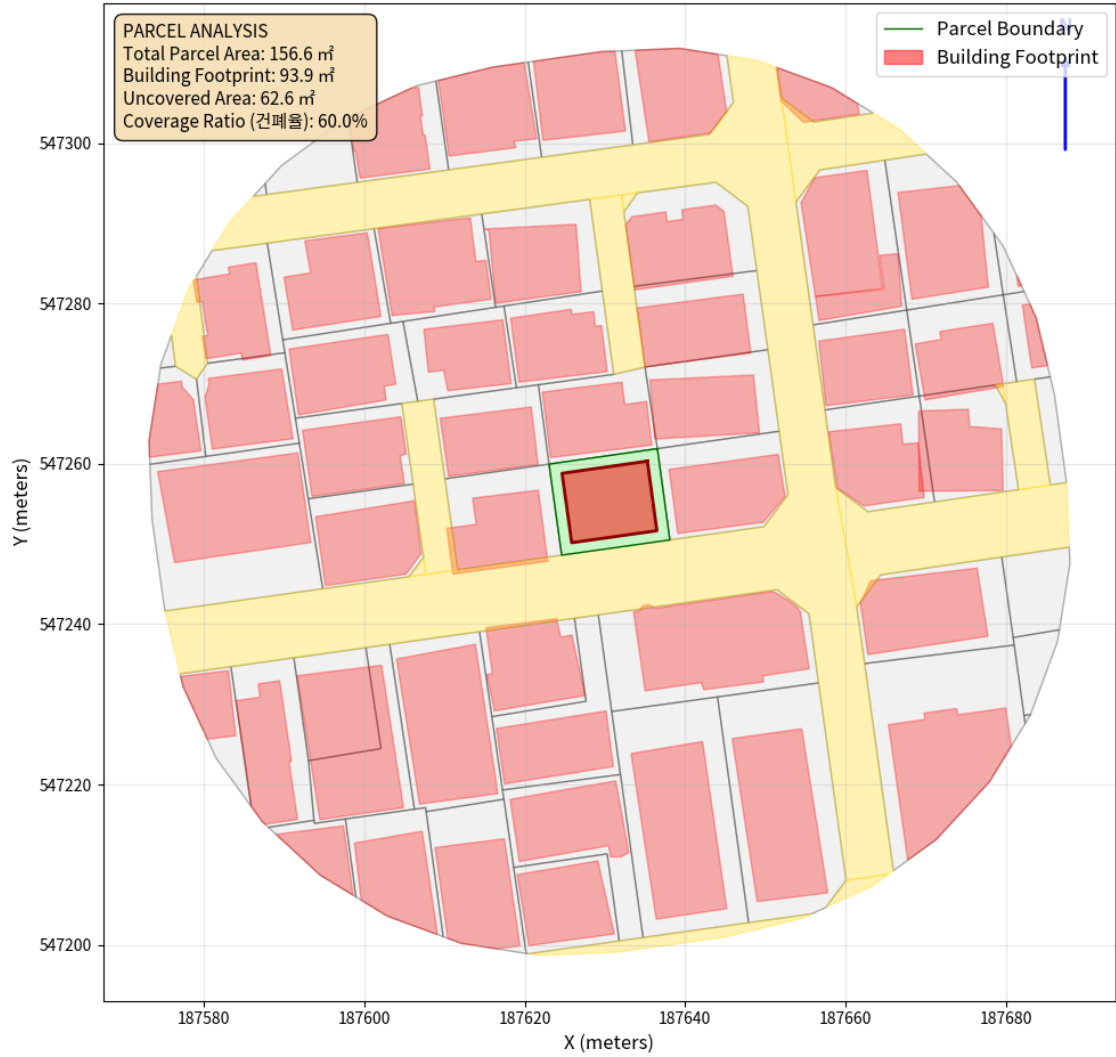 PARCEL ANALYSIS
Total Parcel Area: 156.6 ㎡
Building Footprint: 93.9 ㎡
Uncovered Area: 62.6 ㎡
Coverage Ratio (건폐율): 60.0%
Parcel Boundary
Building Footprint
N
547300
547280
547260
547240
547220
547200
Y (meters)
187580
187600
187620
187640
187660
187680
X (meters)